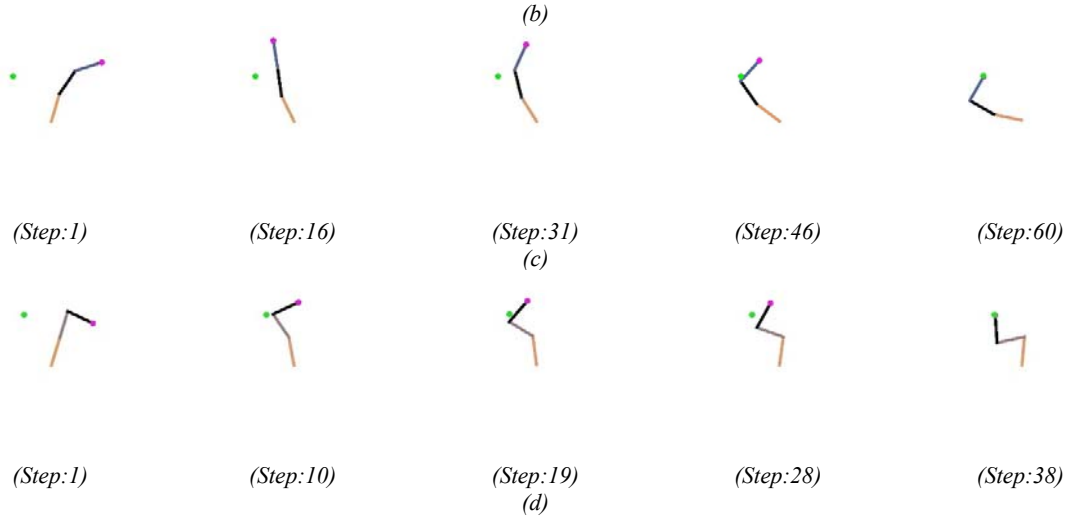 (b)
(Step:1) (Step:16) (Step:31) (Step:46) (Step:60)
(c)
(Step:1) (Step:10) (Step:19) (Step:28) (Step:38)
(d)